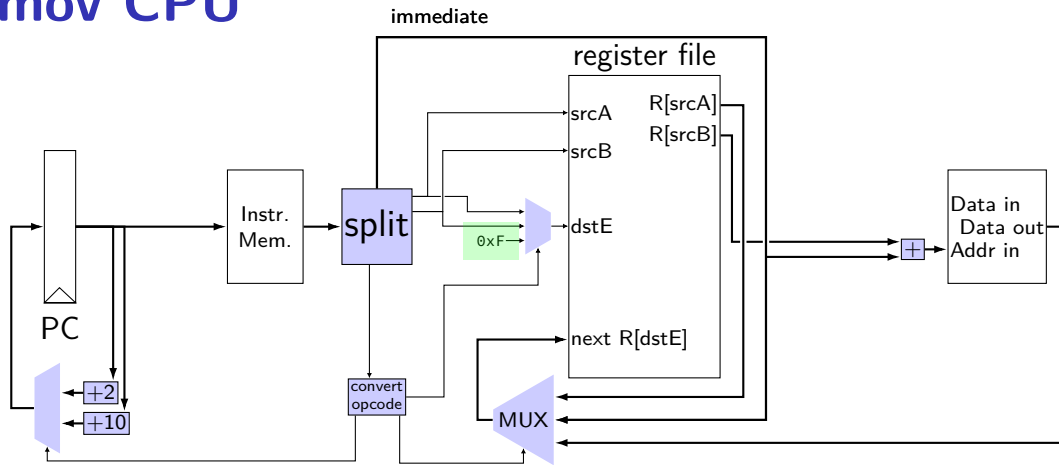 mov CPU
immediate
register file
srcA
R[srcA]
R[srcB]
srcB
split
0xF
dstE
Instr.
Mem.
Data in
Data out
Addr in
+
PC
next R[dstE]
+2
+10
convert
opcode
MUX